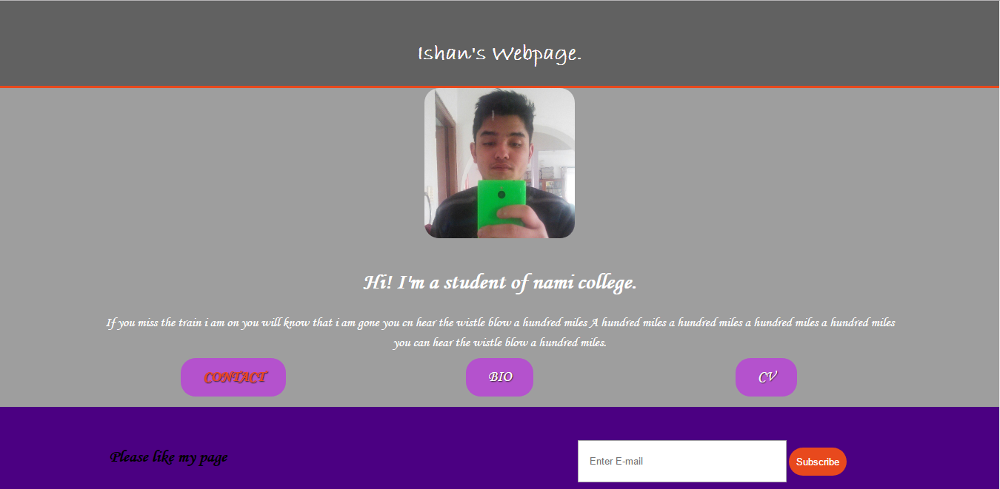 Ishan's Webpage.
Hi! I'm a student of nami college.
If you miss the train i am on you will know that i am gone you cn hear the wistle blow a hundred miles A hundred miles a hundred miles a hundred miles a hundred miles
you can hear the wistle blow a hundred miles.
CONTACT
BIO
CV
Please like my page
Enter E-mail
Subscribe